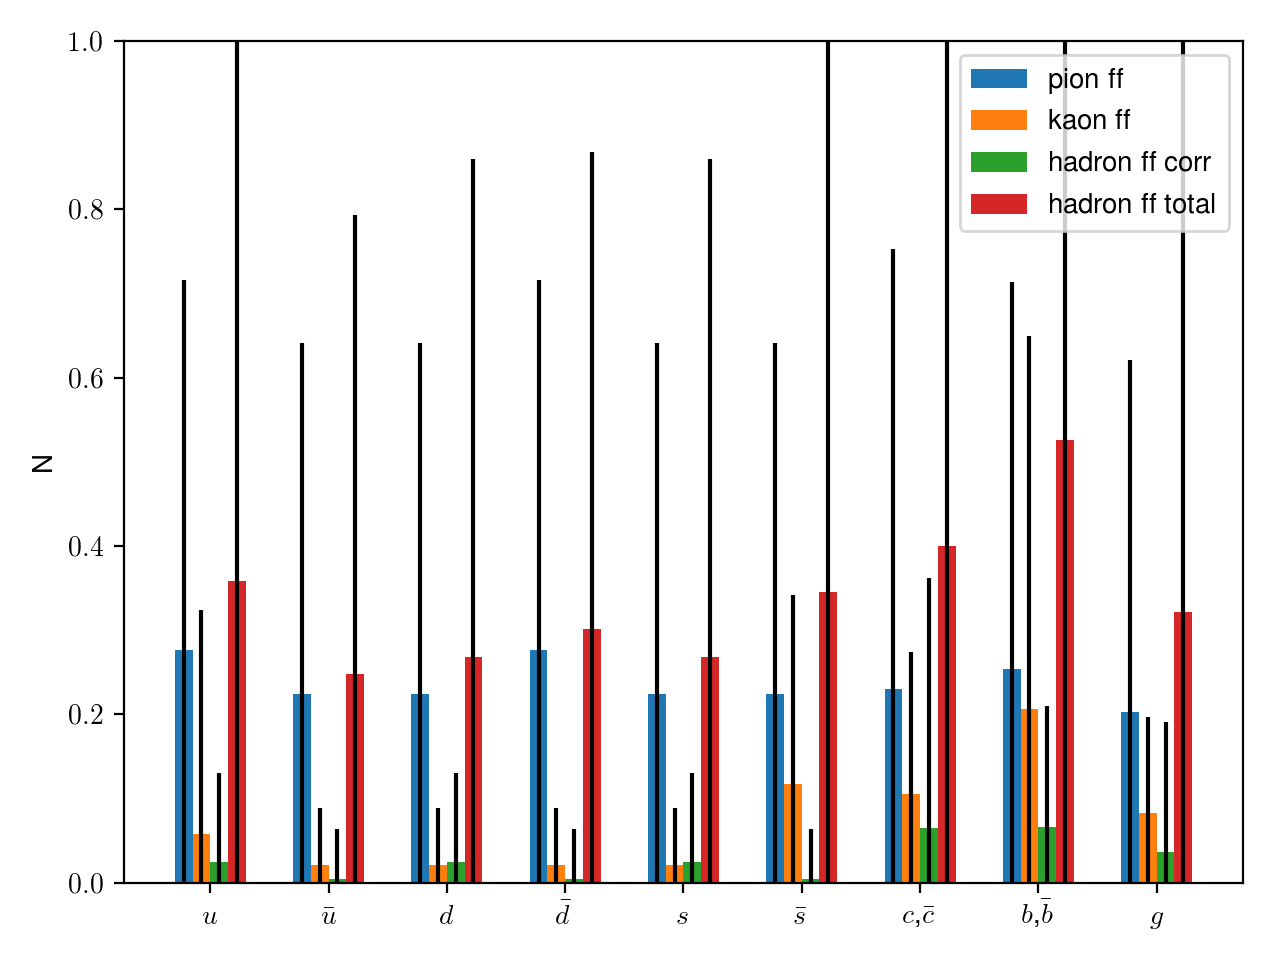 1.0
0.8
0.6
0.4
0.2
0.0
N
pion ff
kaon ff
hadron ff corr
hadron ff total
u ū d d̄ s s̄ c,c̄ b,b̄ g